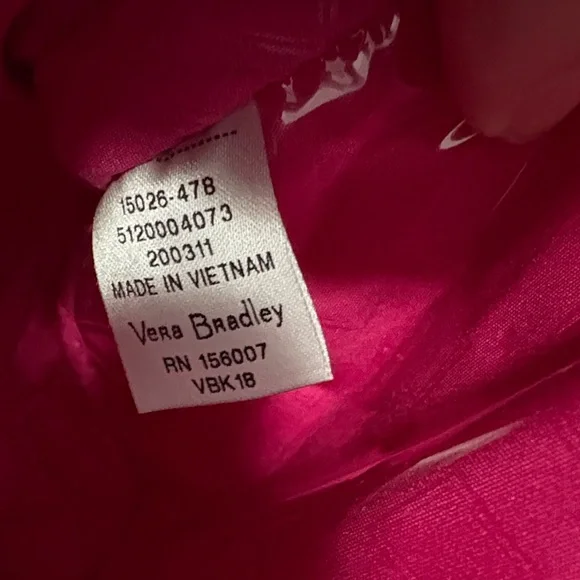 15026-478
5120004073
200311
MADE IN VIETNAM
Vera Bradley
RN 156007
VBK18